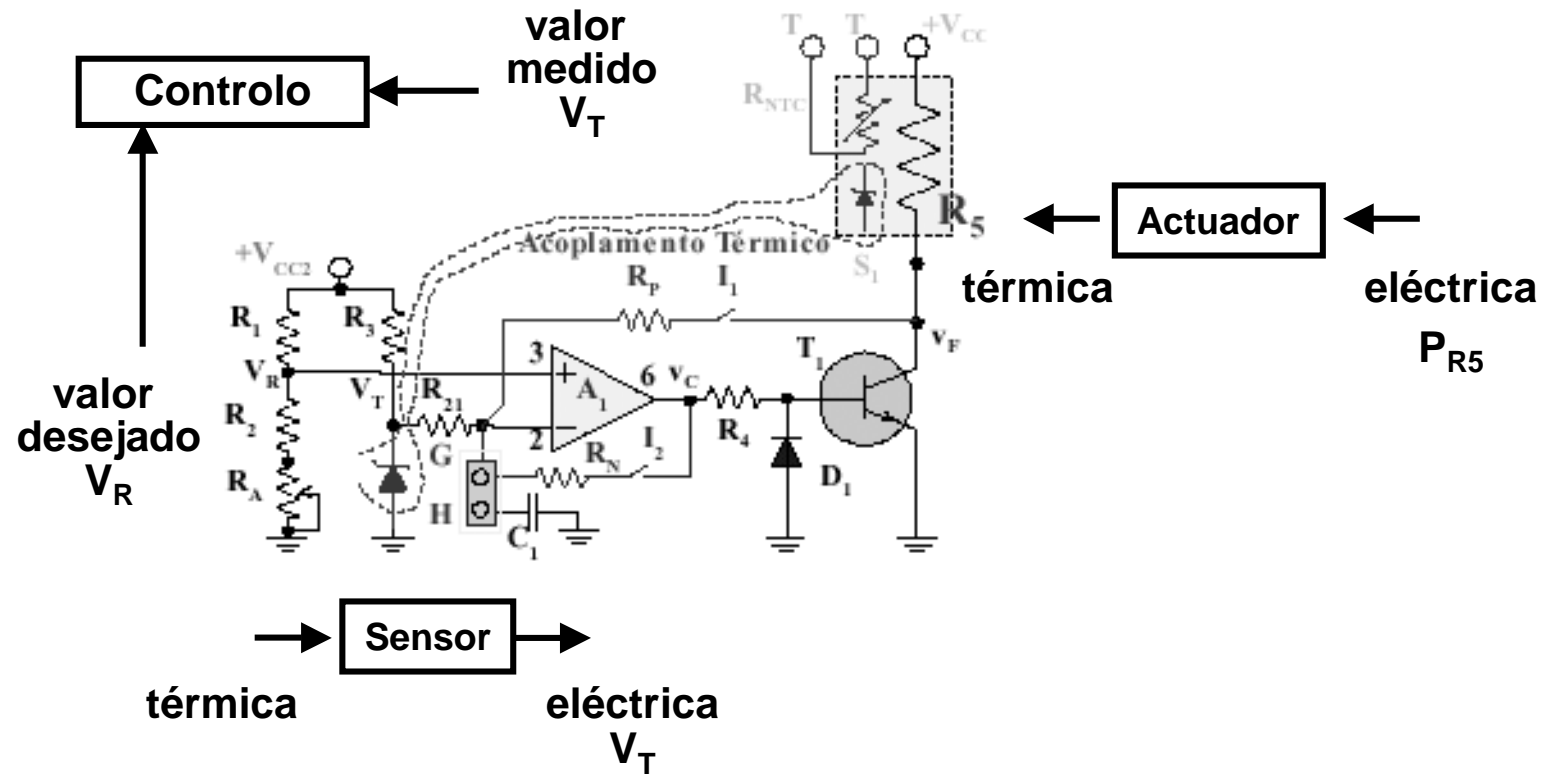 valor
medido
V_T
Controlo
T T +V_CC
R_NTC
R_5
Actuador
térmica
eléctrica
P_R5
Acoplamento Térmico
S_1
+V_CC2
R_P I_1
R_1 R_3
v_F
T_1
V_R V_T R_21
3 + A_1 6 v_C
2 −
R_4
R_2
G R_N I_2
D_1
R_A
H C_1
valor
desejado
V_R
Sensor
térmica
eléctrica
V_T